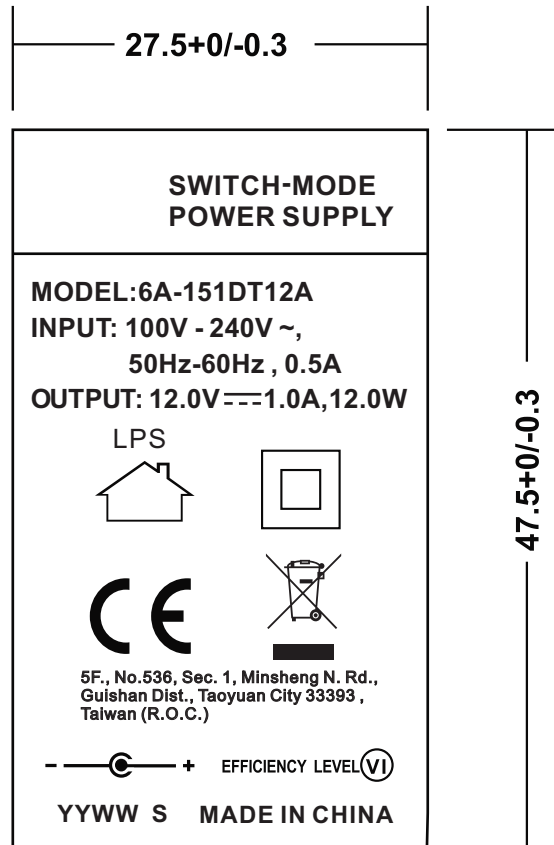 27.5+0/-0.3
SWITCH-MODE
POWER SUPPLY
MODEL:6A-151DT12A
INPUT: 100V - 240V ~,
50Hz-60Hz , 0.5A
OUTPUT: 12.0V⎓1.0A,12.0W
LPS
CE
5F., No.536, Sec. 1, Minsheng N. Rd.,
Guishan Dist., Taoyuan City 33393 ,
Taiwan (R.O.C.)
- +
EFFICIENCY LEVEL VI
YYWW S MADE IN CHINA
47.5+0/-0.3